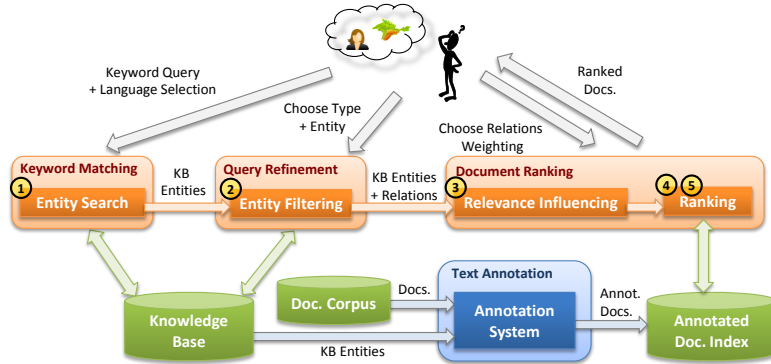 ?
Keyword Query
+ Language Selection
Choose Type
+ Entity
Ranked
Docs.
Choose Relations
Weighting
Keyword Matching
1
Entity Search
KB
Entities
Query Refinement
2
Entity Filtering
KB Entities
+ Relations
Document Ranking
3
Relevance Influencing
4 5
Ranking
Knowledge
Base
Doc. Corpus
Docs.
KB Entities
Text Annotation
Annotation
System
Annot.
Docs.
Annotated
Doc. Index